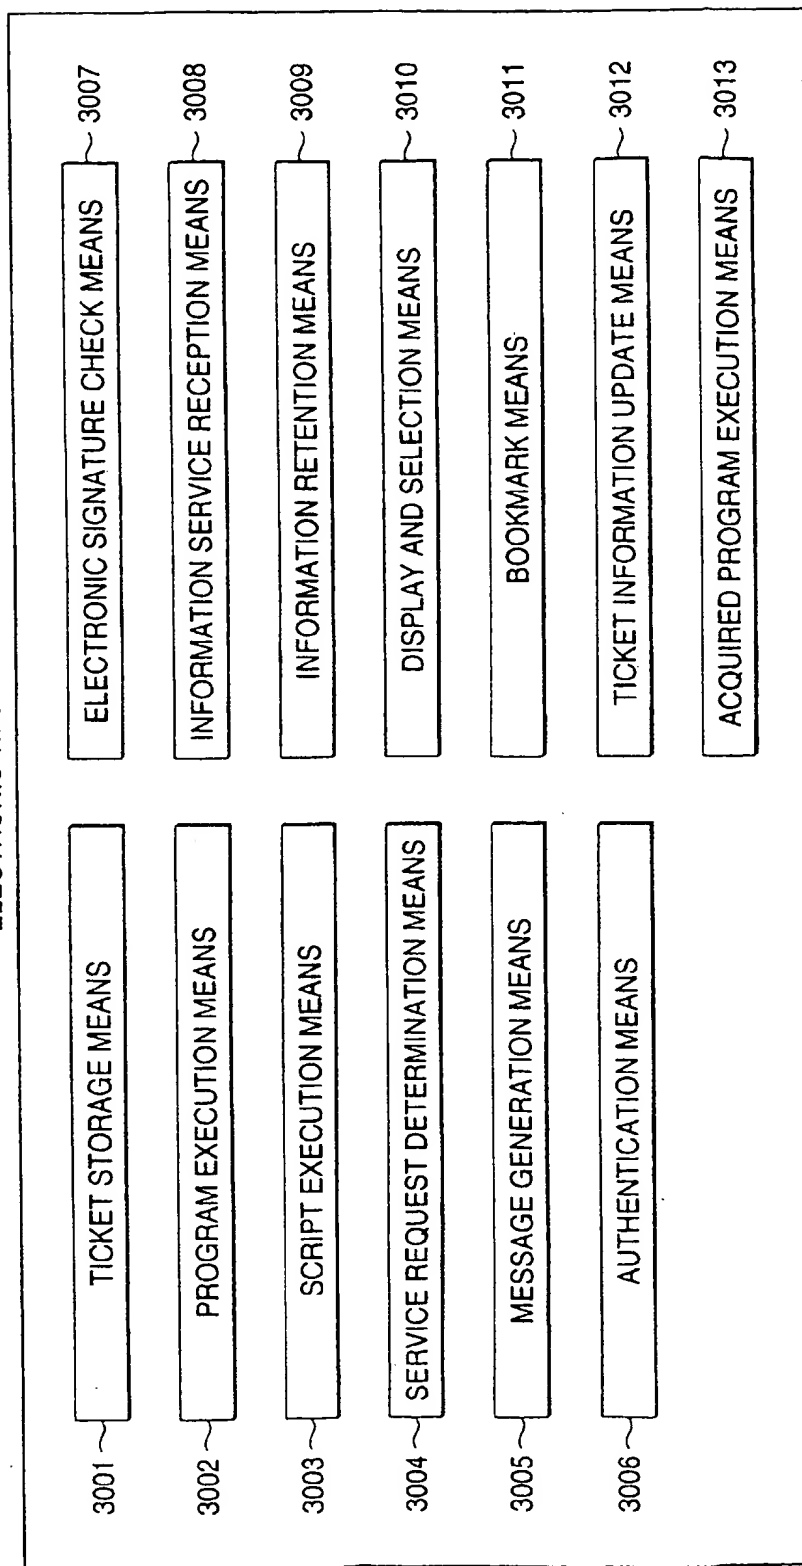 3001 TICKET STORAGE MEANS
3002 PROGRAM EXECUTION MEANS
3003 SCRIPT EXECUTION MEANS
3004 SERVICE REQUEST DETERMINATION MEANS
3005 MESSAGE GENERATION MEANS
3006 AUTHENTICATION MEANS
ELECTRONIC SIGNATURE CHECK MEANS 3007
INFORMATION SERVICE RECEPTION MEANS 3008
INFORMATION RETENTION MEANS 3009
DISPLAY AND SELECTION MEANS 3010
BOOKMARK MEANS 3011
TICKET INFORMATION UPDATE MEANS 3012
ACQUIRED PROGRAM EXECUTION MEANS 3013